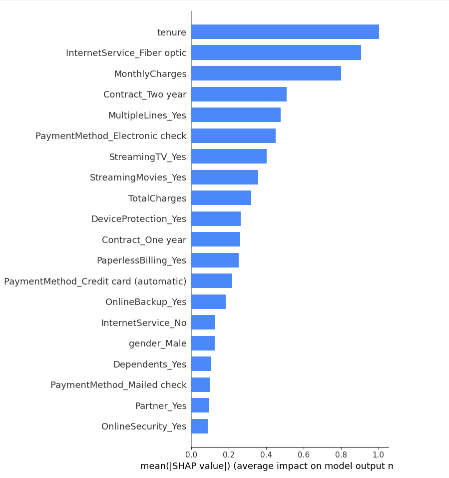 tenure
InternetService_Fiber optic
MonthlyCharges
Contract_Two year
MultipleLines_Yes
PaymentMethod_Electronic check
StreamingTV_Yes
StreamingMovies_Yes
TotalCharges
DeviceProtection_Yes
Contract_One year
PaperlessBilling_Yes
PaymentMethod_Credit card (automatic)
OnlineBackup_Yes
InternetService_No
gender_Male
Dependents_Yes
PaymentMethod_Mailed check
Partner_Yes
OnlineSecurity_Yes
0.0 0.2 0.4 0.6 0.8 1.0
mean(|SHAP value|) (average impact on model output n